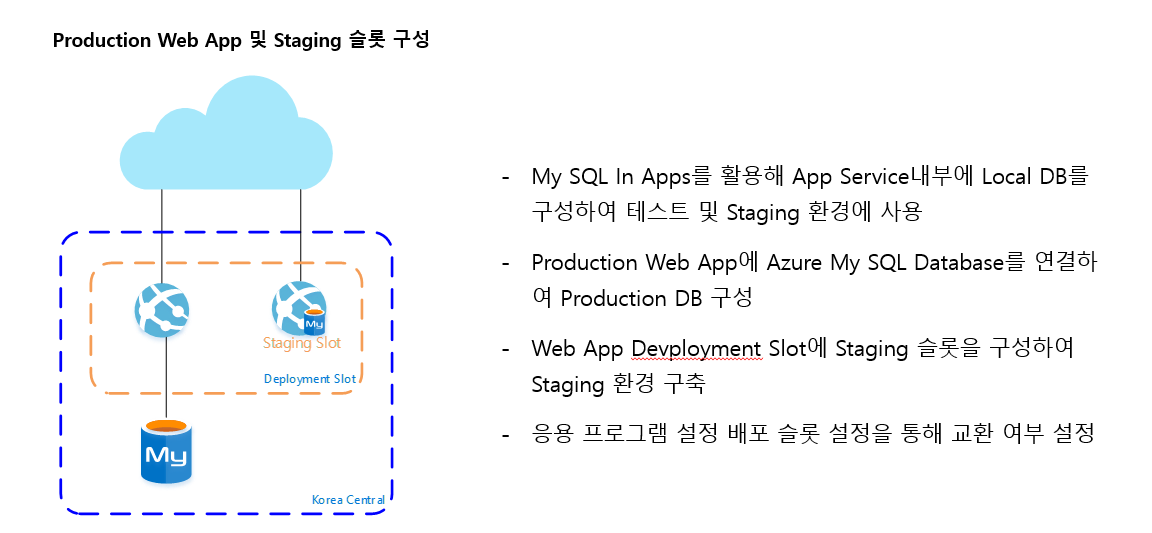 Production Web App 및 Staging 슬롯 구성
My
Staging Slot
Deployment Slot
My
Korea Central
- My SQL In Apps를 활용해 App Service내부에 Local DB를
구성하여 테스트 및 Staging 환경에 사용
- Production Web App에 Azure My SQL Database를 연결하
여 Production DB 구성
- Web App Devployment Slot에 Staging 슬롯을 구성하여
Staging 환경 구축
- 응용 프로그램 설정 배포 슬롯 설정을 통해 교환 여부 설정